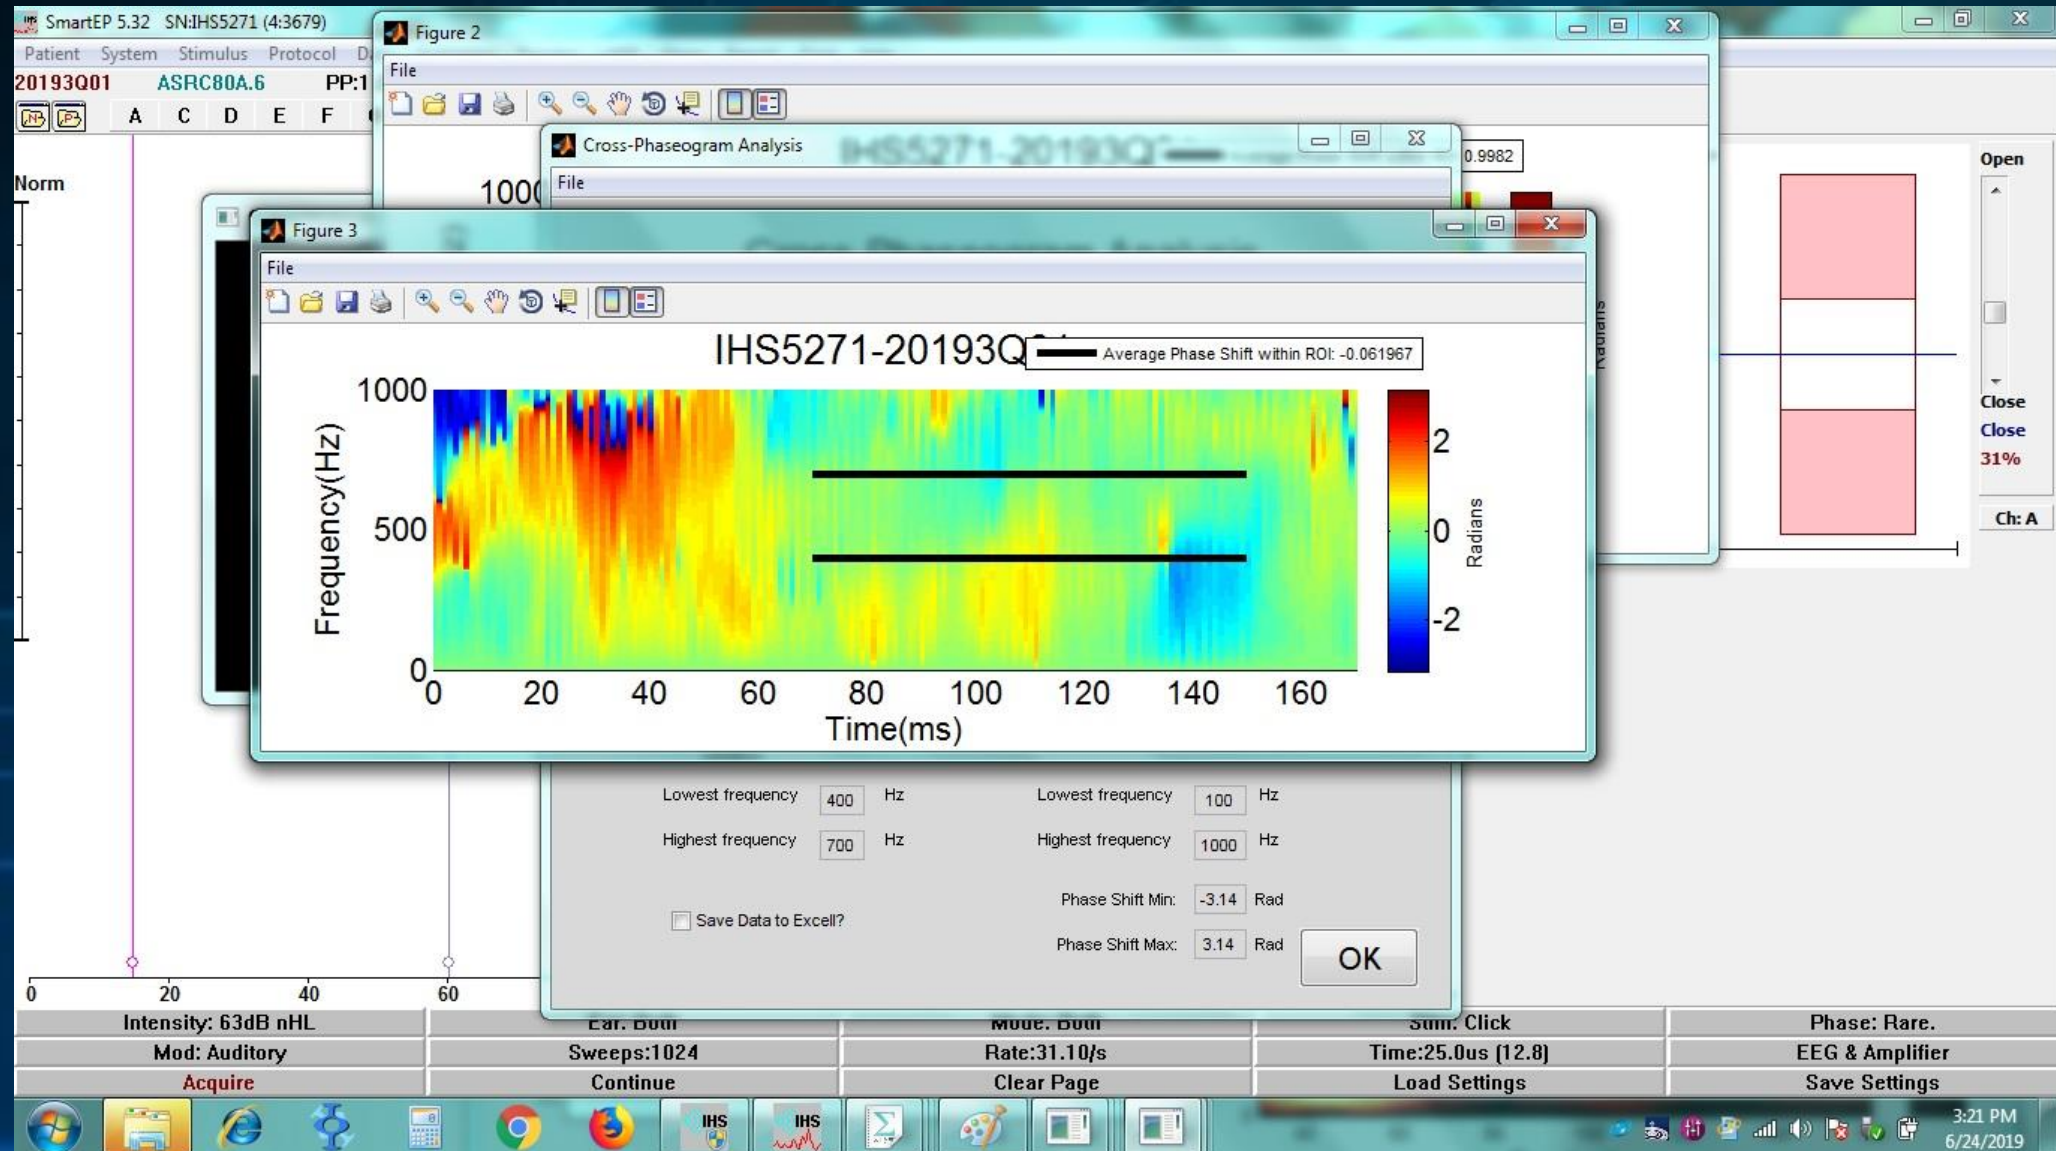 SmartEP 5.32 SN:IHS5271 (4:3679)
Patient System Stimulus Protocol
20193Q01 ASRC80A.6 PP:1
A C D E F
Norm
Figure 2
File
1000
0.9982
Cross-Phaseogram Analysis
File
Figure 3
File
IHS5271-20193Q
Average Phase Shift within ROI: -0.061967
1000
500
0
Frequency(Hz)
0 20 40 60 80 100 120 140 160
Time(ms)
2
0
-2
Radians
Open
Close
Close
31%
Ch: A
Lowest frequency 400 Hz Lowest frequency 100 Hz
Highest frequency 700 Hz Highest frequency 1000 Hz
Phase Shift Min: -3.14 Rad
Save Data to Excell?
Phase Shift Max: 3.14 Rad
OK
0 20 40 60
Intensity: 63dB nHL Ear: Both Mode: Both Stim: Click Phase: Rare.
Mod: Auditory Sweeps:1024 Rate:31.10/s Time:25.0us (12.8) EEG & Amplifier
Acquire Continue Clear Page Load Settings Save Settings
IHS IHS
3:21 PM
6/24/2019